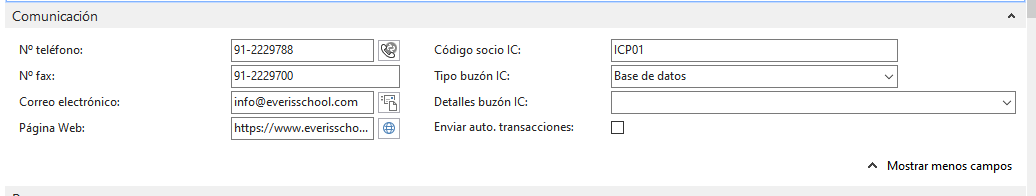 Comunicación
Nº teléfono: 91-2229788 Código socio IC: ICP01
Nº fax: 91-2229700 Tipo buzón IC: Base de datos
Correo electrónico: info@everisschool.com Detalles buzón IC:
Página Web: https://www.everisscho... Enviar auto. transacciones:
Mostrar menos campos